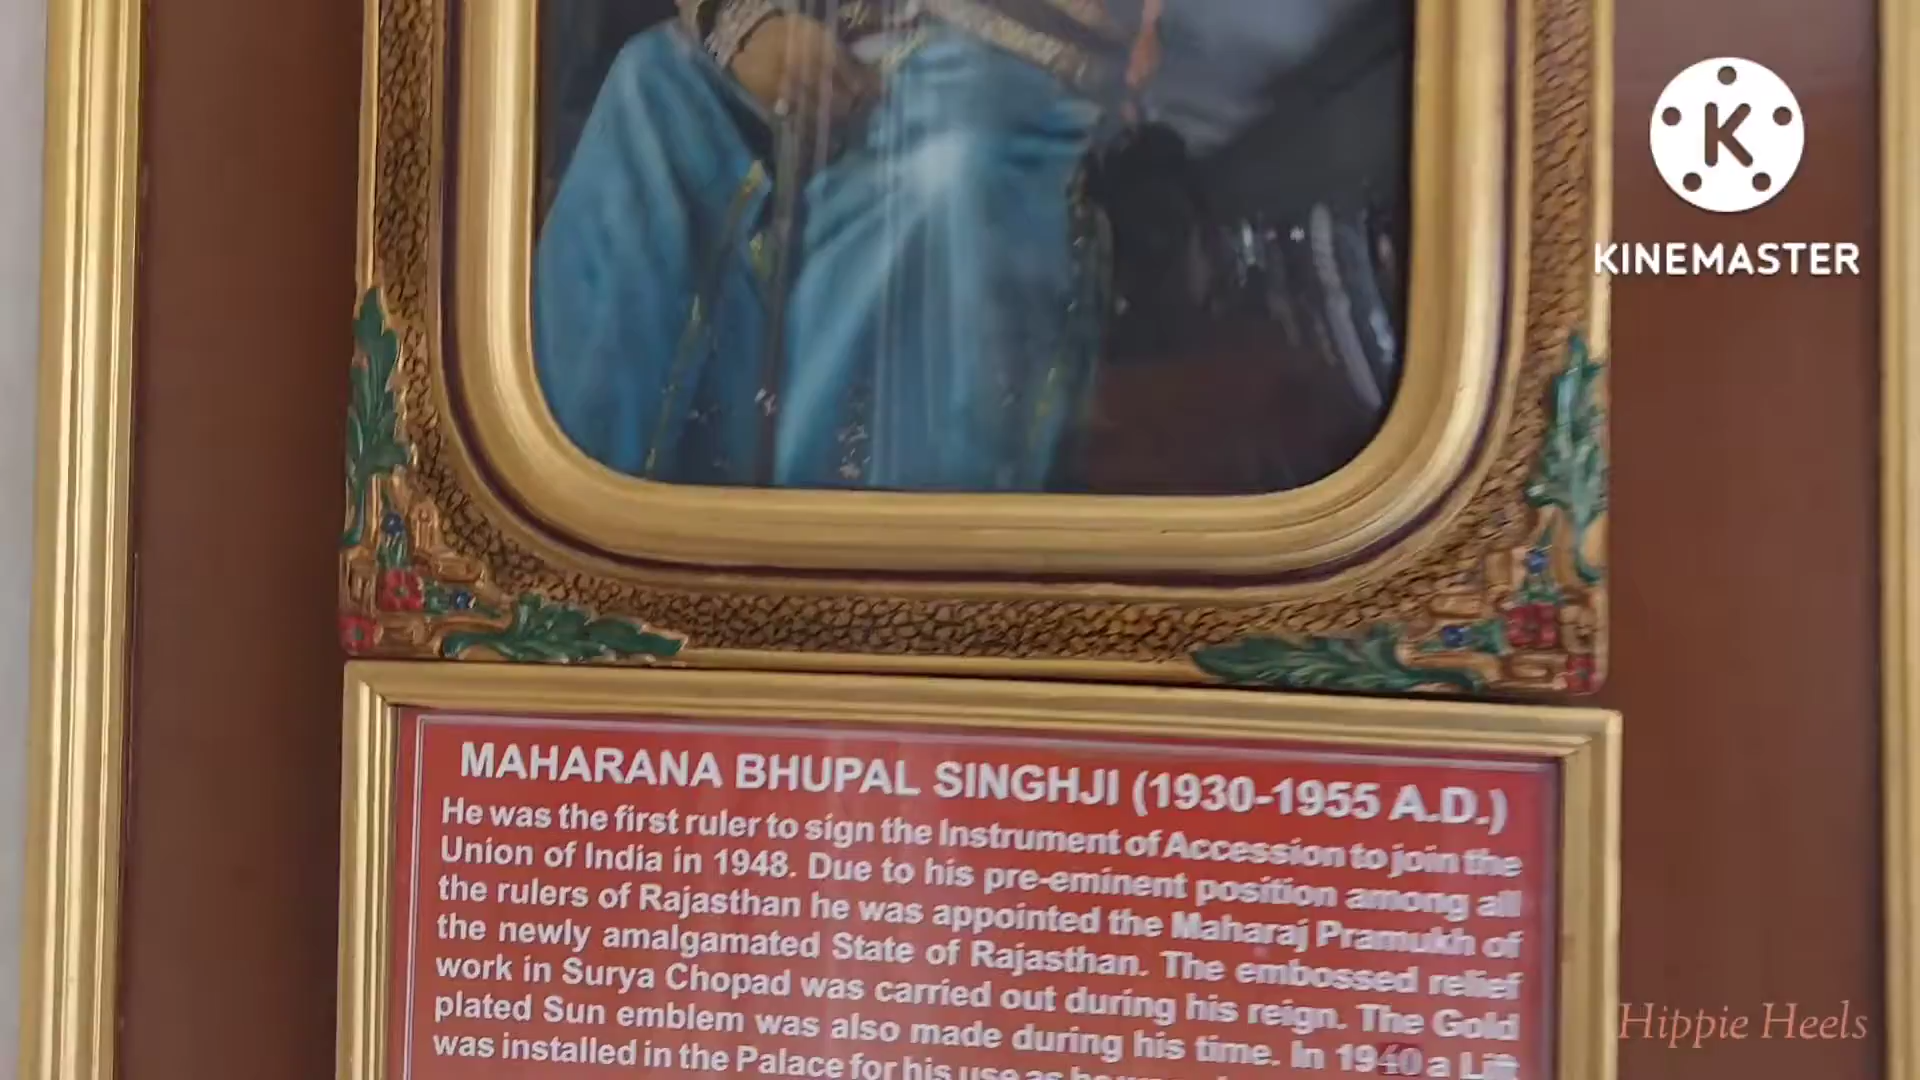 K
KINEMASTER
MAHARANA BHUPAL SINGHJI (1930-1955 A.D.)
He was the first ruler to sign the Instrument of Accession to join the
Union of India in 1948. Due to his pre-eminent position among all
the rulers of Rajasthan he was appointed the Maharaj Pramukh of
the newly amalgamated State of Rajasthan. The embossed relief
work in Surya Chopad was carried out during his reign. The Gold
plated Sun emblem was also made during his time. In 1940 a Lift
was installed in the Palace for his use as
Hippie Heels